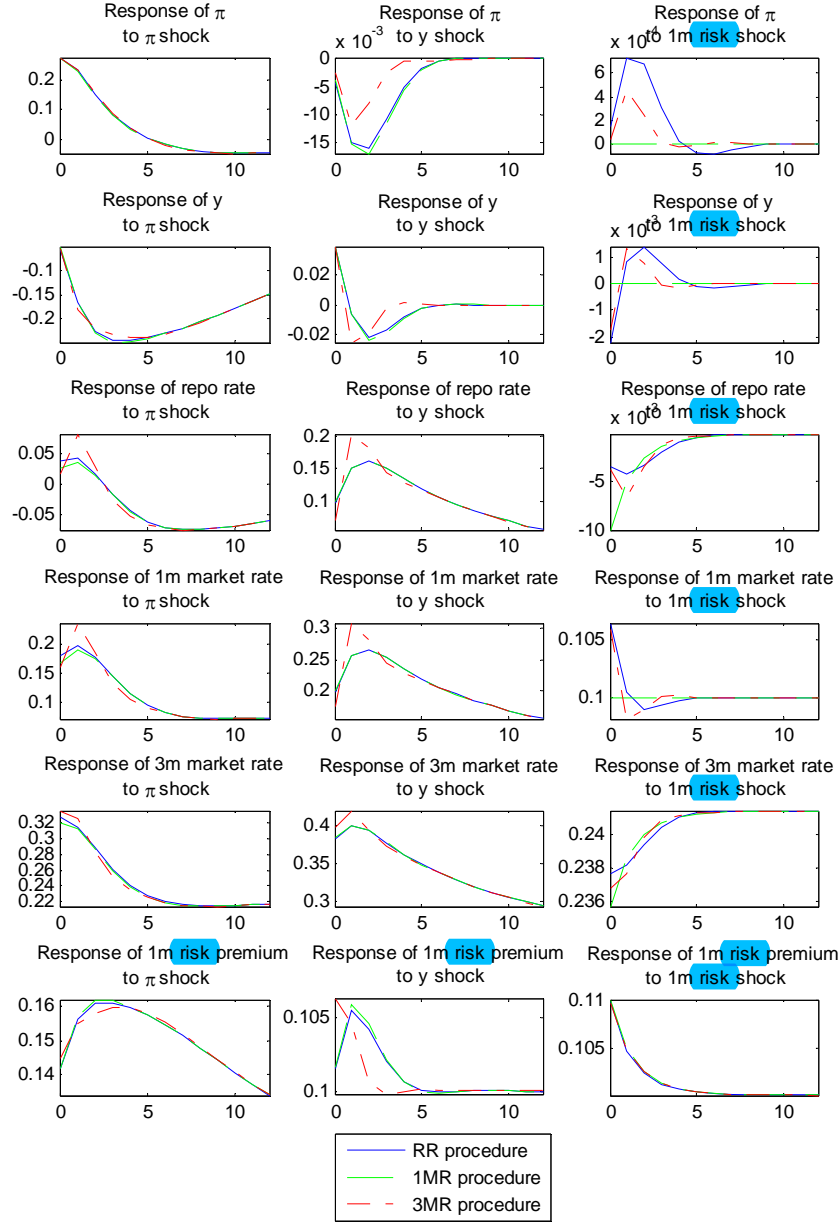 Response of π
to π shock
Response of π
to y shock
x 10⁻³
Response of π
to 1m risk shock
x 10⁻⁴
0.2
0.1
0
0 5 10
0
-5
-10
-15
0 5 10
6
4
2
0
0 5 10
Response of y
to π shock
Response of y
to y shock
Response of y
to 1m risk shock
x 10⁻³
-0.1
-0.15
-0.2
0 5 10
0.02
0
-0.02
0 5 10
1
0
-1
-2
0 5 10
Response of repo rate
to π shock
Response of repo rate
to y shock
Response of repo rate
to 1m risk shock
x 10⁻³
0.05
0
-0.05
0 5 10
0.2
0.15
0.1
0 5 10
-5
-10
0 5 10
Response of 1m market rate
to π shock
Response of 1m market rate
to y shock
Response of 1m market rate
to 1m risk shock
0.2
0.15
0.1
0 5 10
0.3
0.25
0.2
0 5 10
0.105
0.1
0 5 10
Response of 3m market rate
to π shock
Response of 3m market rate
to y shock
Response of 3m market rate
to 1m risk shock
0.32
0.3
0.28
0.26
0.24
0.22
0 5 10
0.4
0.35
0.3
0 5 10
0.24
0.238
0.236
0 5 10
Response of 1m risk premium
to π shock
Response of 1m risk premium
to y shock
Response of 1m risk premium
to 1m risk shock
0.16
0.15
0.14
0 5 10
0.105
0.1
0 5 10
0.11
0.105
0 5 10
RR procedure
1MR procedure
3MR procedure